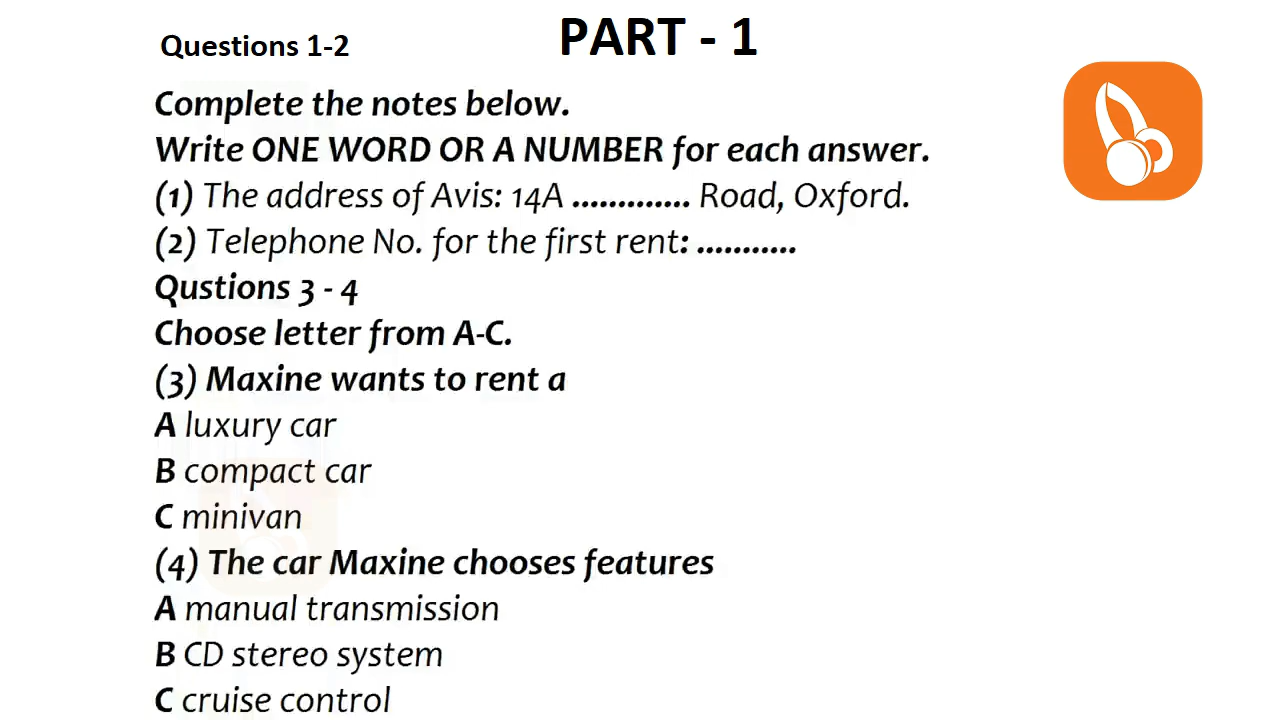 PART - 1
Questions 1-2
Complete the notes below.
Write ONE WORD OR A NUMBER for each answer.
(1) The address of Avis: 14A ............. Road, Oxford.
(2) Telephone No. for the first rent: ...........
Qustions 3 - 4
Choose letter from A-C.
(3) Maxine wants to rent a
A luxury car
B compact car
C minivan
(4) The car Maxine chooses features
A manual transmission
B CD stereo system
C cruise control